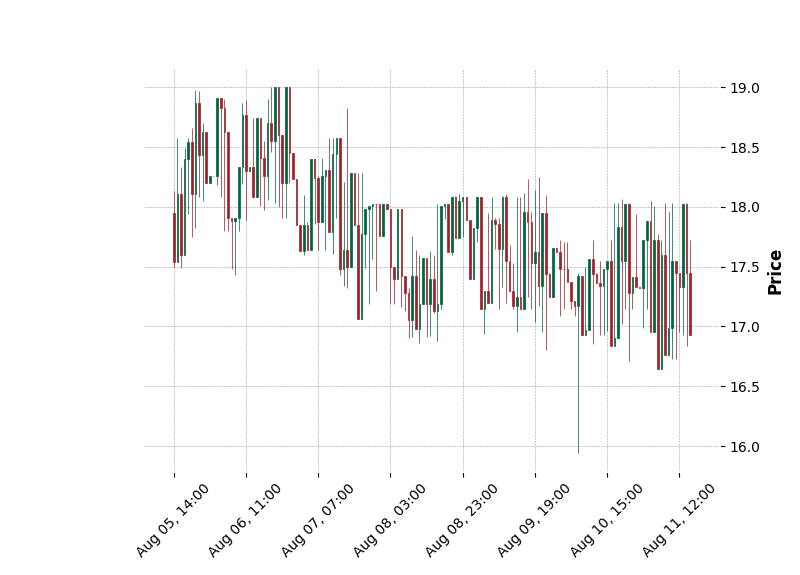 19.0
18.5
18.0
17.5
17.0
16.5
16.0
Price
Aug 05, 14:00
Aug 06, 11:00
Aug 07, 07:00
Aug 08, 03:00
Aug 08, 23:00
Aug 09, 19:00
Aug 10, 15:00
Aug 11, 12:00